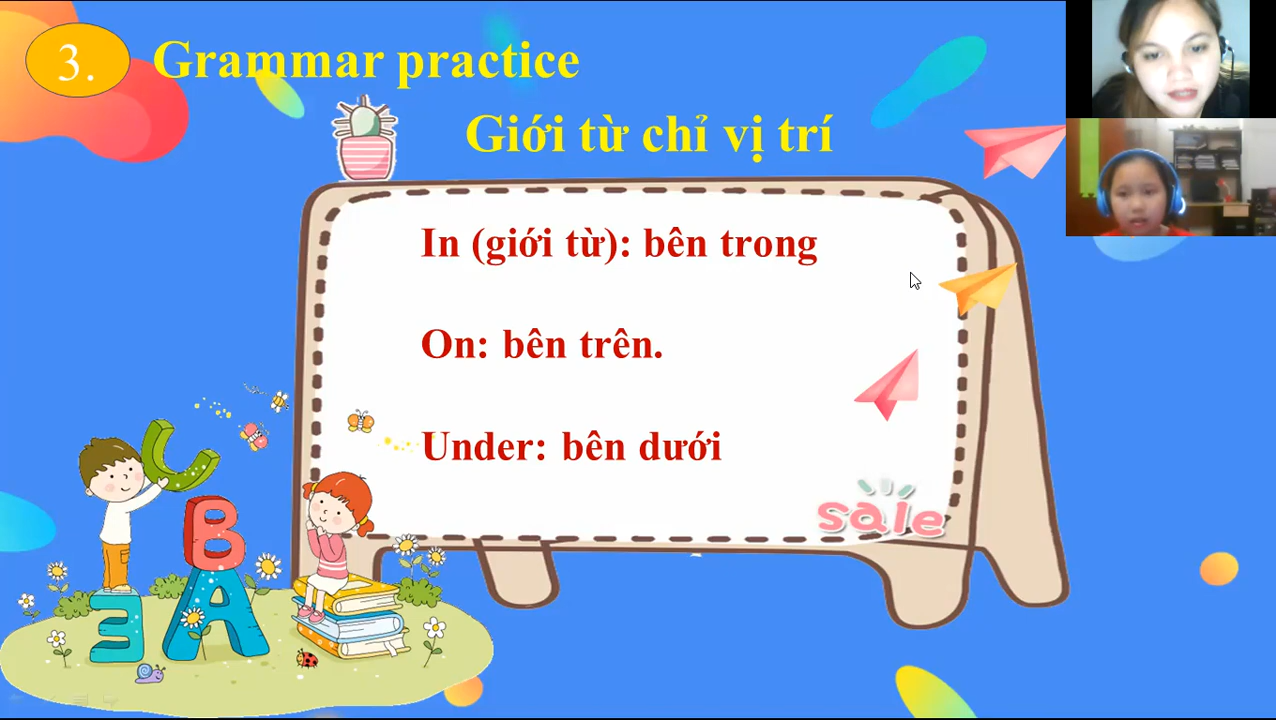 3. Grammar practice
Giới từ chỉ vị trí
In (giới từ): bên trong
On: bên trên.
Under: bên dưới
sale
B
E A